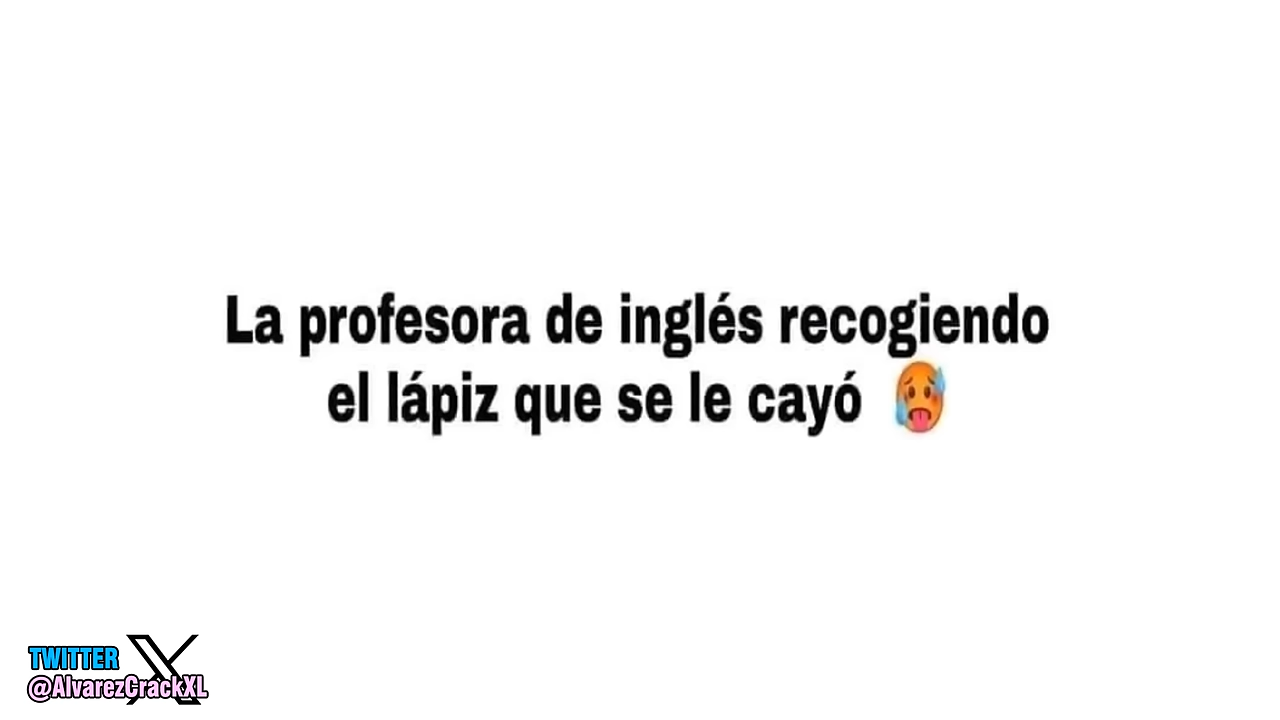 La profesora de inglés recogiendo
el lápiz que se le cayó 🥵
TWITTER X
@AlvarezCrackXL